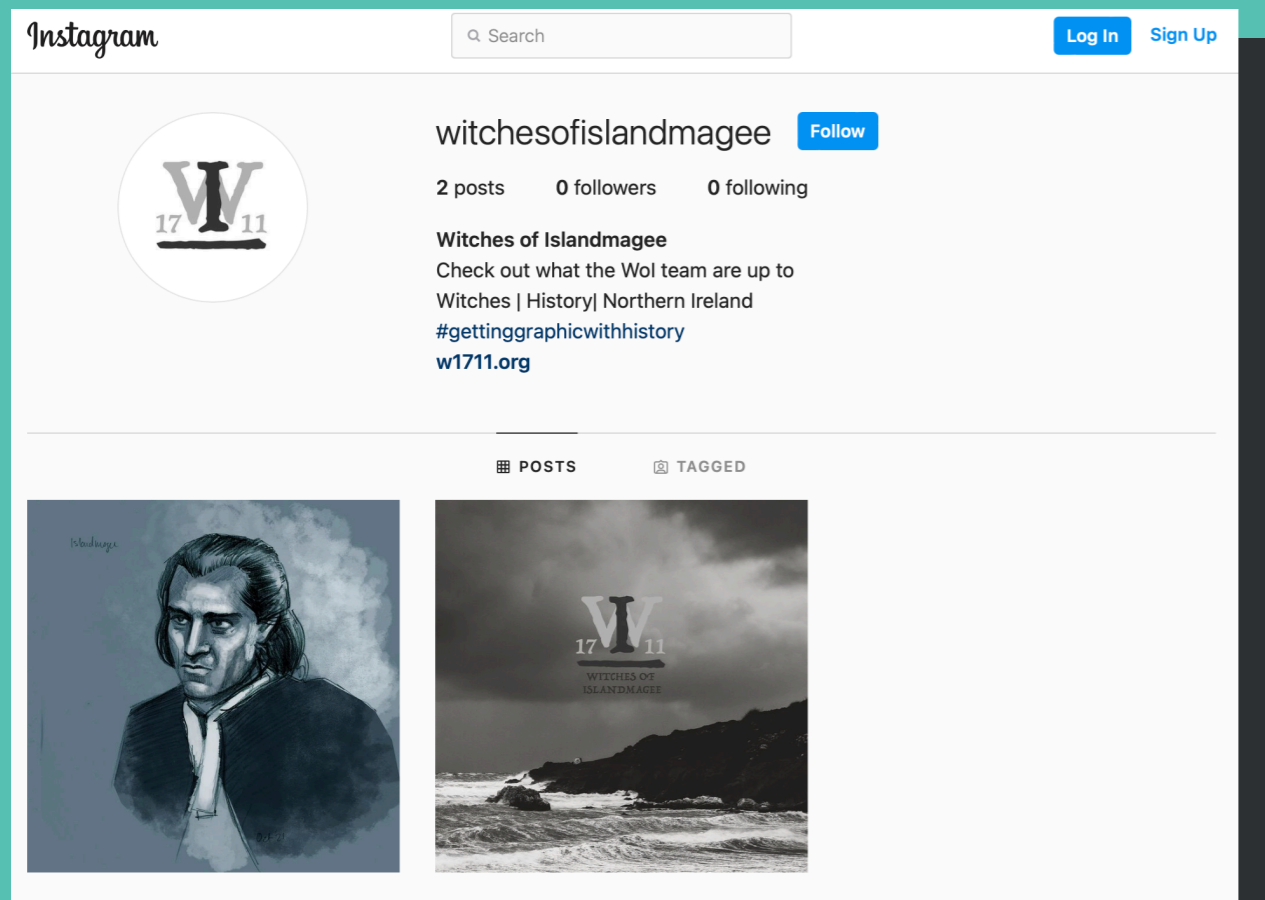 Instagram
Search
Log In
Sign Up
W I
17 11
witchesofislandmagee
Follow
2 posts 0 followers 0 following
Witches of Islandmagee
Check out what the WoI team are up to
Witches | History| Northern Ireland
#gettinggraphicwithhistory
w1711.org
POSTS
TAGGED
W I
17 11
WITCHES OF
ISLANDMAGEE